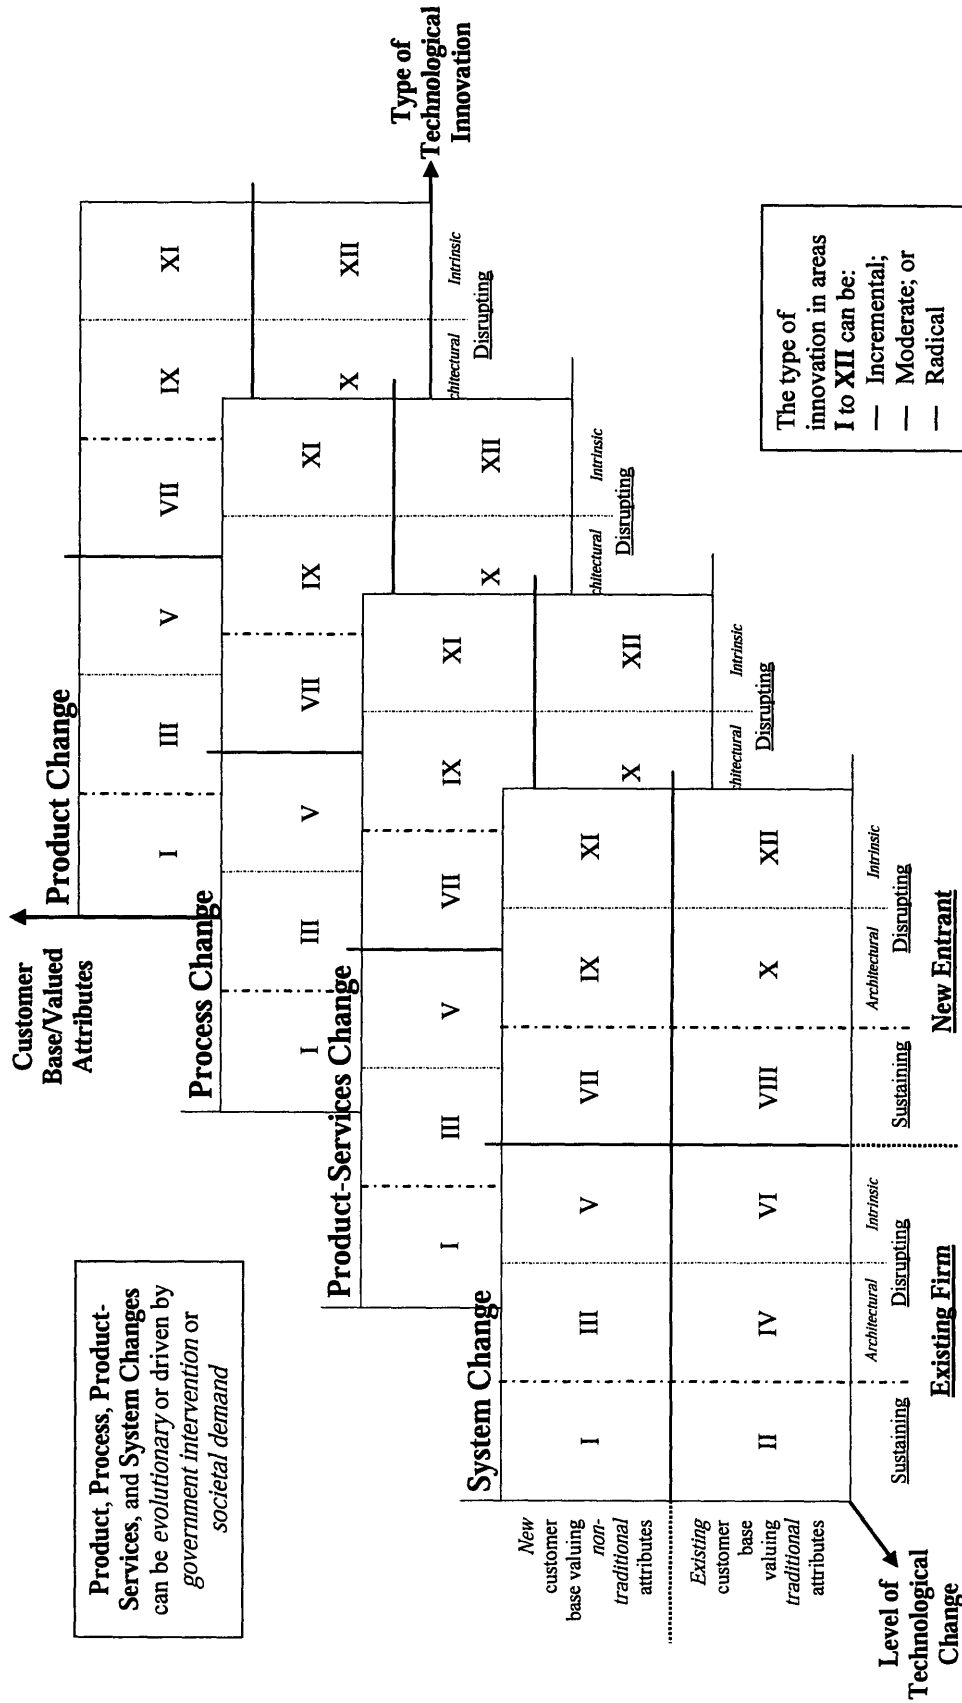 Product, Process, Product-
Services, and System Changes
can be evolutionary or driven by
government intervention or
societal demand
Customer
Base/Valued
Attributes
Product Change
I
III
V
VII
IX
XI
X
XII
chitectural
Intrinsic
Disrupting
Type of
Technological
Innovation
Process Change
I
III
V
VII
IX
XI
X
XII
chitectural
Intrinsic
Disrupting
Product-Services Change
I
III
V
VII
IX
XI
X
XII
chitectural
Intrinsic
Disrupting
System Change
New
customer
base valuing
non-
traditional
attributes
I
III
V
VII
IX
XI
Existing
customer
base
valuing
traditional
attributes
II
IV
VI
VIII
X
XII
Sustaining
Architectural
Intrinsic
Disrupting
Sustaining
Architectural
Intrinsic
Disrupting
Existing Firm
New Entrant
Level of
Technological
Change
The type of
innovation in areas
I to XII can be:
— Incremental;
— Moderate; or
— Radical